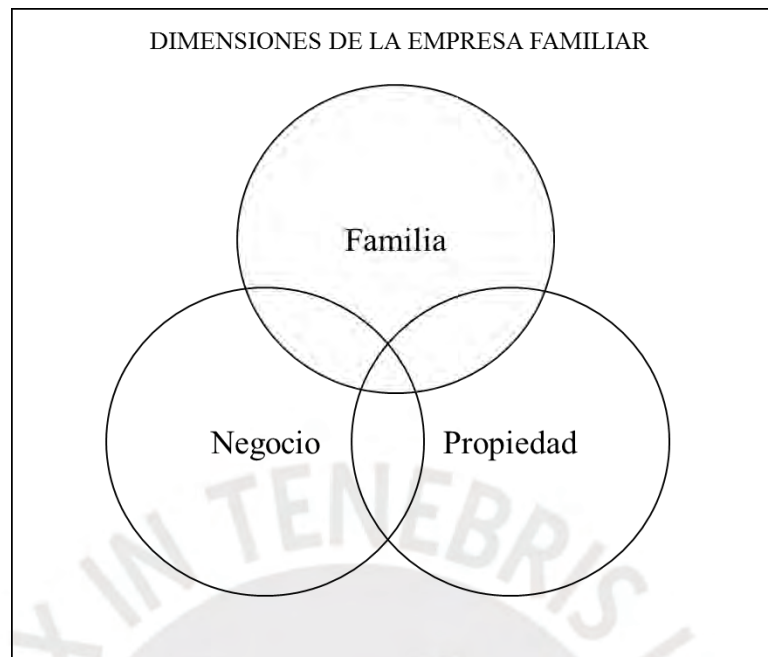 DIMENSIONES DE LA EMPRESA FAMILIAR
Familia
Negocio Propiedad
X IN TENEBRIS L